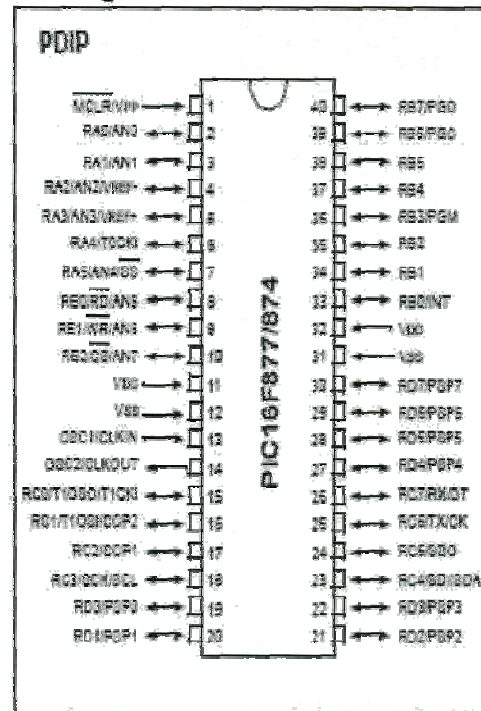 PDIP
MCLR/VPP 1 40 RB7/PGD
RA0/AN0 2 39 RB6/PGC
RA1/AN1 3 38 RB5
RA2/AN2/VREF- 4 37 RB4
RA3/AN3/VREF+ 5 36 RB3/PGM
RA4/T0CKI 6 35 RB2
RA5/AN4/SS 7 34 RB1
RE0/RD/AN5 8 33 RB0/INT
RE1/WR/AN6 9 32 VDD
RE2/CS/AN7 10 31 VSS
VDD 11 30 RD7/PSP7
VSS 12 29 RD6/PSP6
OSC1/CLKIN 13 28 RD5/PSP5
OSC2/CLKOUT 14 27 RD4/PSP4
RC0/T1OSO/T1CKI 15 26 RC7/RX/DT
RC1/T1OSI/CCP2 16 25 RC6/TX/CK
RC2/CCP1 17 24 RC5/SDO
RC3/SCK/SCL 18 23 RC4/SDI/SDA
RD0/PSP0 19 22 RD3/PSP3
RD1/PSP1 20 21 RD2/PSP2
PIC16F877/874